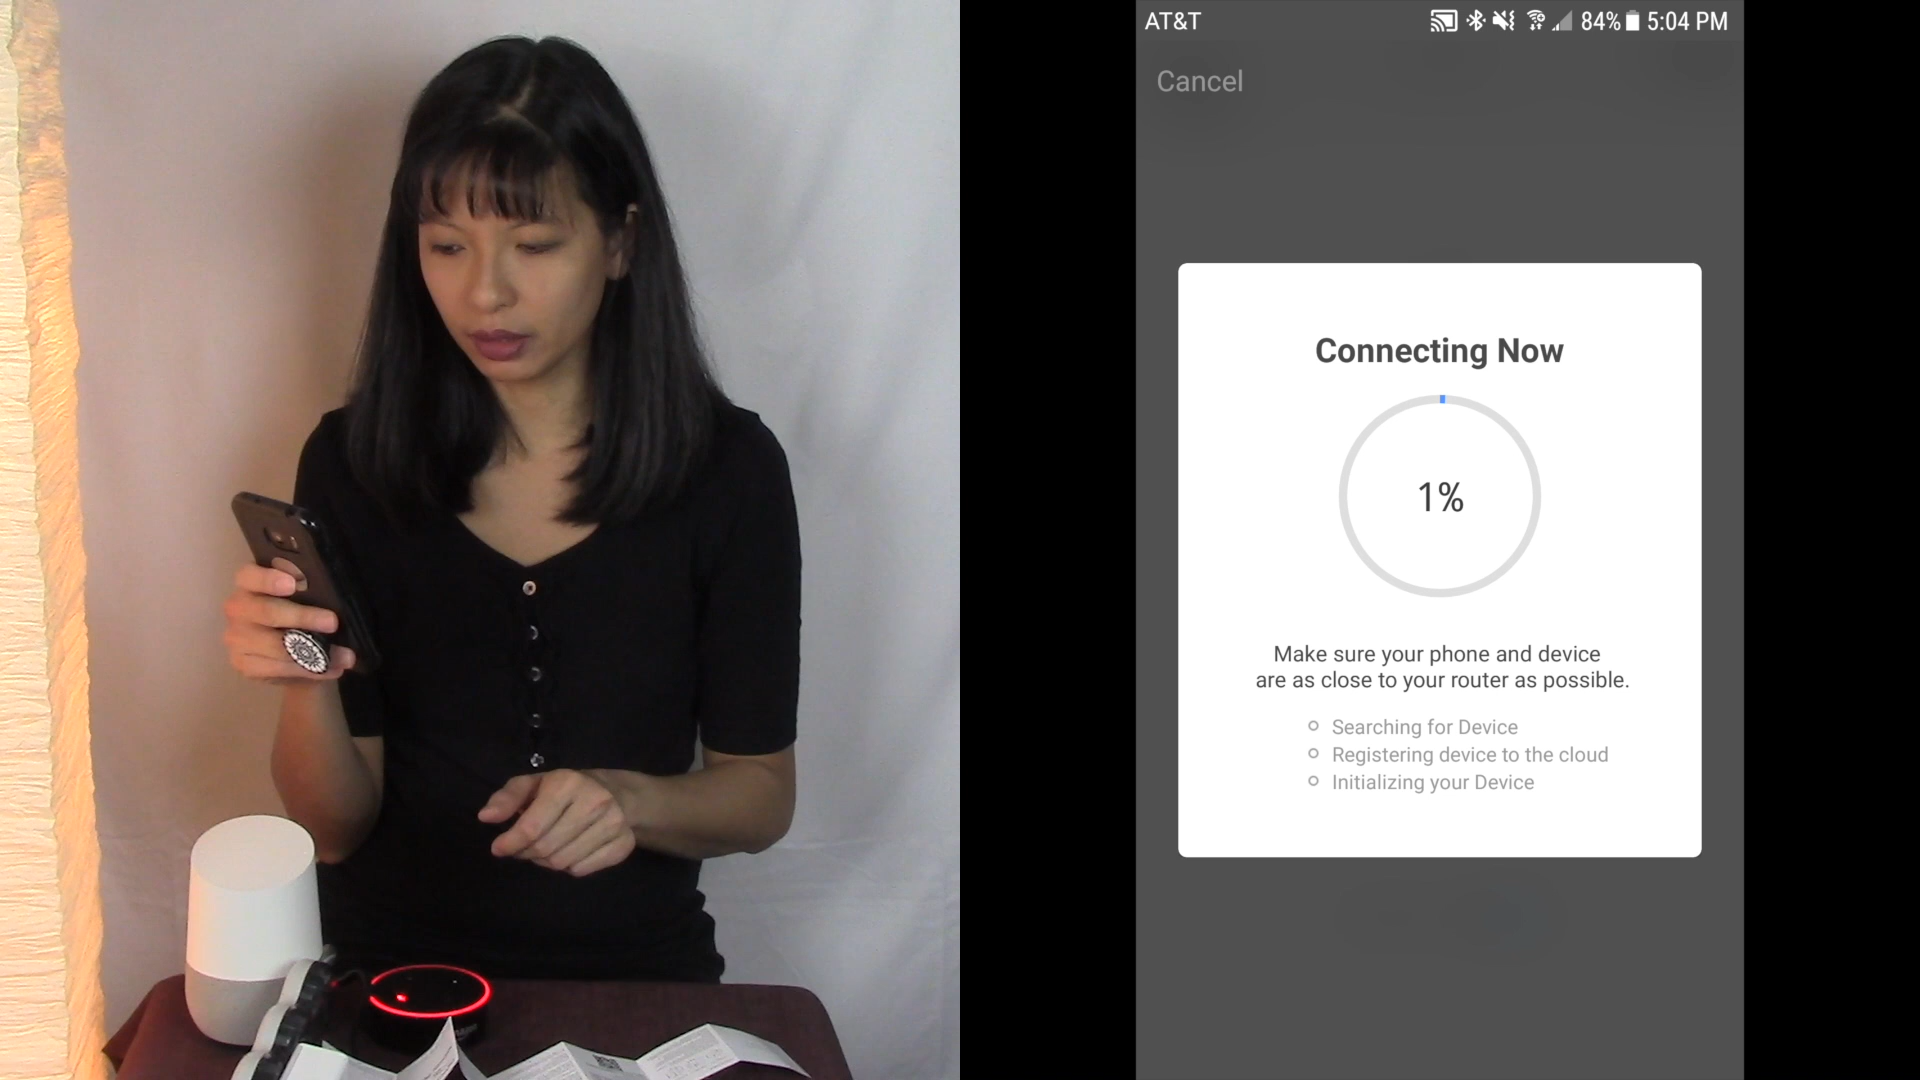 AT&T
84% 5:04 PM
Cancel
Connecting Now
1%
Make sure your phone and device
are as close to your router as possible.
Searching for Device
Registering device to the cloud
Initializing your Device